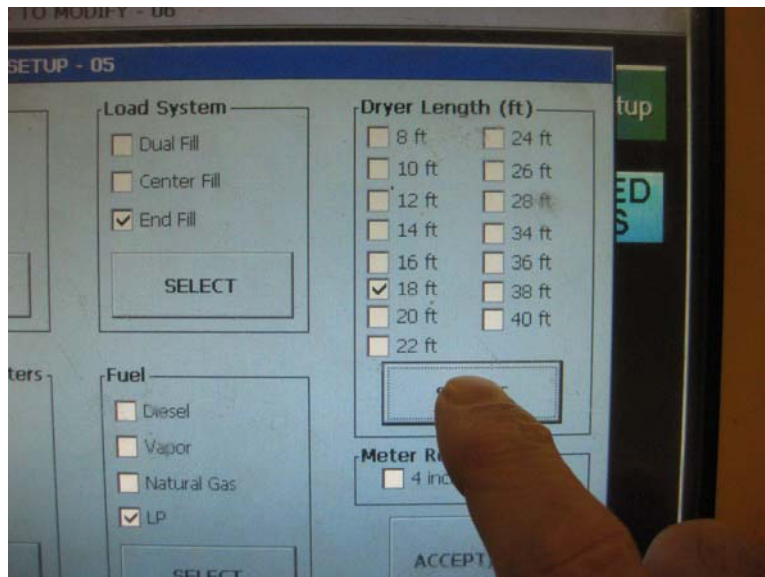 TO MODIFY - 06
SETUP - 05
Load System
Dual Fill
Center Fill
End Fill
SELECT
Dryer Length (ft)
8 ft
10 ft
12 ft
14 ft
16 ft
18 ft
20 ft
22 ft
24 ft
26 ft
28 ft
34 ft
36 ft
38 ft
40 ft
tup
ED
S
ters
Fuel
Diesel
Vapor
Natural Gas
LP
SELECT
Meter R
4 inc
ACCEPT